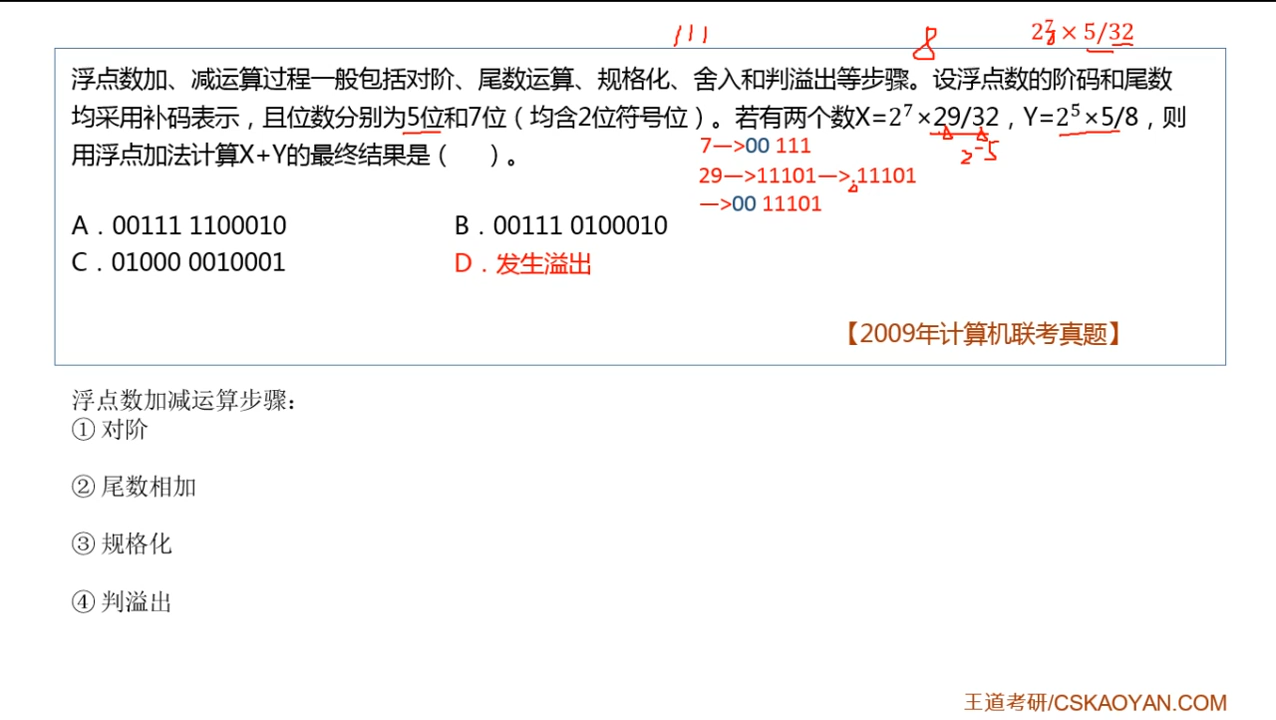 111
8
2⁷ × 5/32
浮点数加、减运算过程一般包括对阶、尾数运算、规格化、舍入和判溢出等步骤。设浮点数的阶码和尾数
均采用补码表示，且位数分别为5位和7位（均含2位符号位）。若有两个数X=2⁷×29/32，Y=2⁵×5/8，则
用浮点加法计算X+Y的最终结果是（　　）。
7—>00 111
2⁻⁵
29—>11101—>.11101
—>00 11101
A．00111 1100010
B．00111 0100010
C．01000 0010001
D．发生溢出
【2009年计算机联考真题】
浮点数加减运算步骤：
① 对阶
② 尾数相加
③ 规格化
④ 判溢出
王道考研/CSKAOYAN.COM